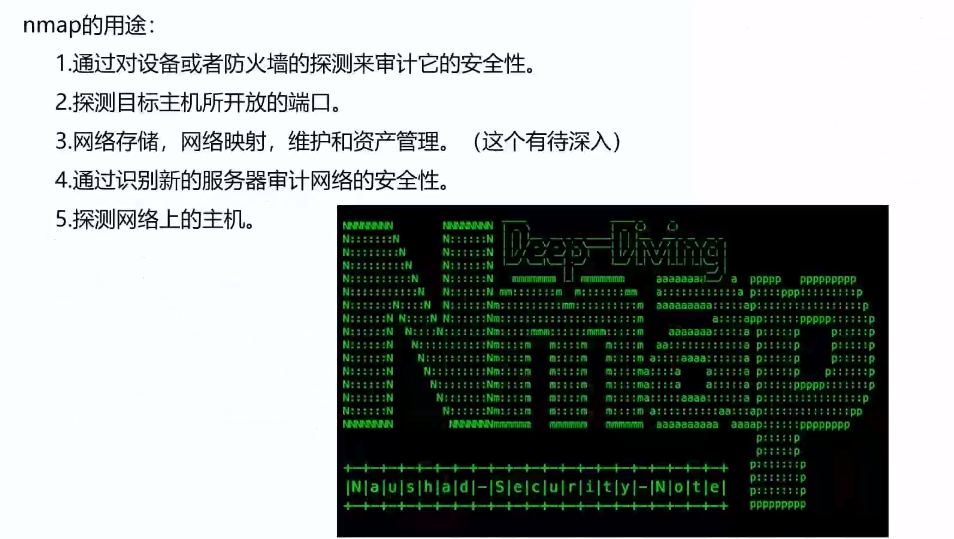 nmap的用途：
1.通过对设备或者防火墙的探测来审计它的安全性。
2.探测目标主机所开放的端口。
3.网络存储，网络映射，维护和资产管理。（这个有待深入）
4.通过识别新的服务器审计网络的安全性。
5.探测网络上的主机。
Deep-Diving
Nmap
|N|a|u|s|h|a|d|-|S|e|c|u|r|i|t|y|-|N|o|t|e|